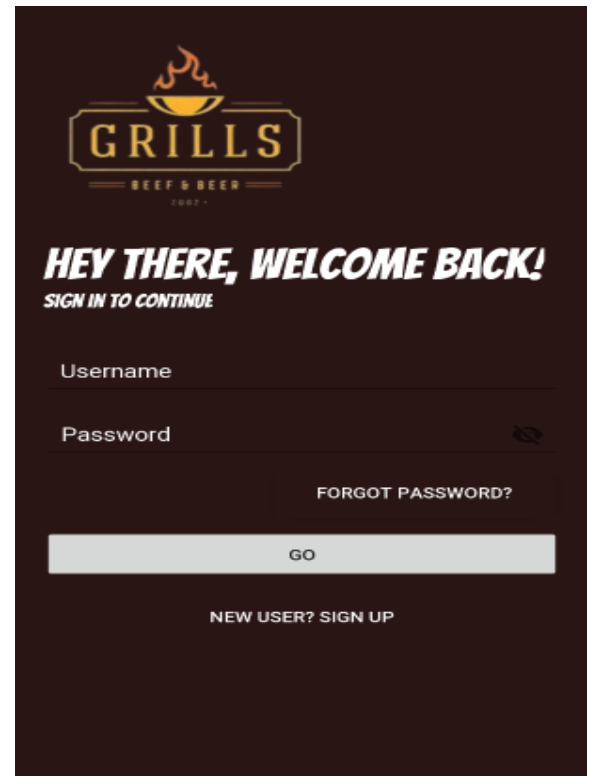 GRILLS
BEEF & BEER
2002
HEY THERE, WELCOME BACK!
SIGN IN TO CONTINUE
Username
Password
FORGOT PASSWORD?
GO
NEW USER? SIGN UP